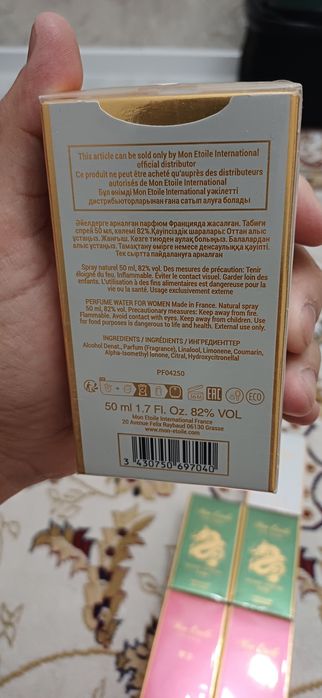 This article can be sold only by Mon Etoile International
official distributor
Ce produit ne peut être acheté qu'auprès des distributeurs
autorisés de Mon Etoile International
Бұл өнімді Mon Etoile International уәкілетті
дистрибьюторларынан ғана сатып алуға болады
Әйелдерге арналған парфюм Францияда жасалған. Табиғи
спрей 50 мл, көлемі 82%.Қауіпсіздік шаралары: Оттан алыс
ұстаңыз. Жанғыш. Көзге тиюден аулақ болыңыз. Балалардан
алыс ұстаңыз. Тамақтану өмірге немесе денсаулыққа қауіпті.
Тек сыртта пайдалануға арналған
Spray naturel 50 ml, 82% vol. Des mesures de précaution: Tenir
éloigné du feu. Inflammable. Éviter le contact visuel. Garder loin des
enfants. L'utilisation à des fins alimentaires est dangereuse pour la
vie ou la santé. Usage exclusivement externe
PERFUME WATER FOR WOMEN Made in France. Natural spray
50 ml, 82% vol. Precautionary measures: Keep away from fire.
Flammable. Avoid contact with eyes. Keep away from children. Use
for food purposes is dangerous to life and health. External use only.
INGREDIENTS / INGRÉDIENTS / ИНГРЕДИЕНТТЕР
Alcohol Denat., Parfum (Fragrance), Linalool, Limonene, Coumarin,
Alpha-Isomethyl Ionone, Citral, Hydroxycitronellal
PF04250
ECO
50 ml 1.7 Fl. Oz. 82% VOL
Mon Etoile International France
20 Avenue Felix Raybaud 06130 Grasse
www.mon-etoile.com
3 430750 697040